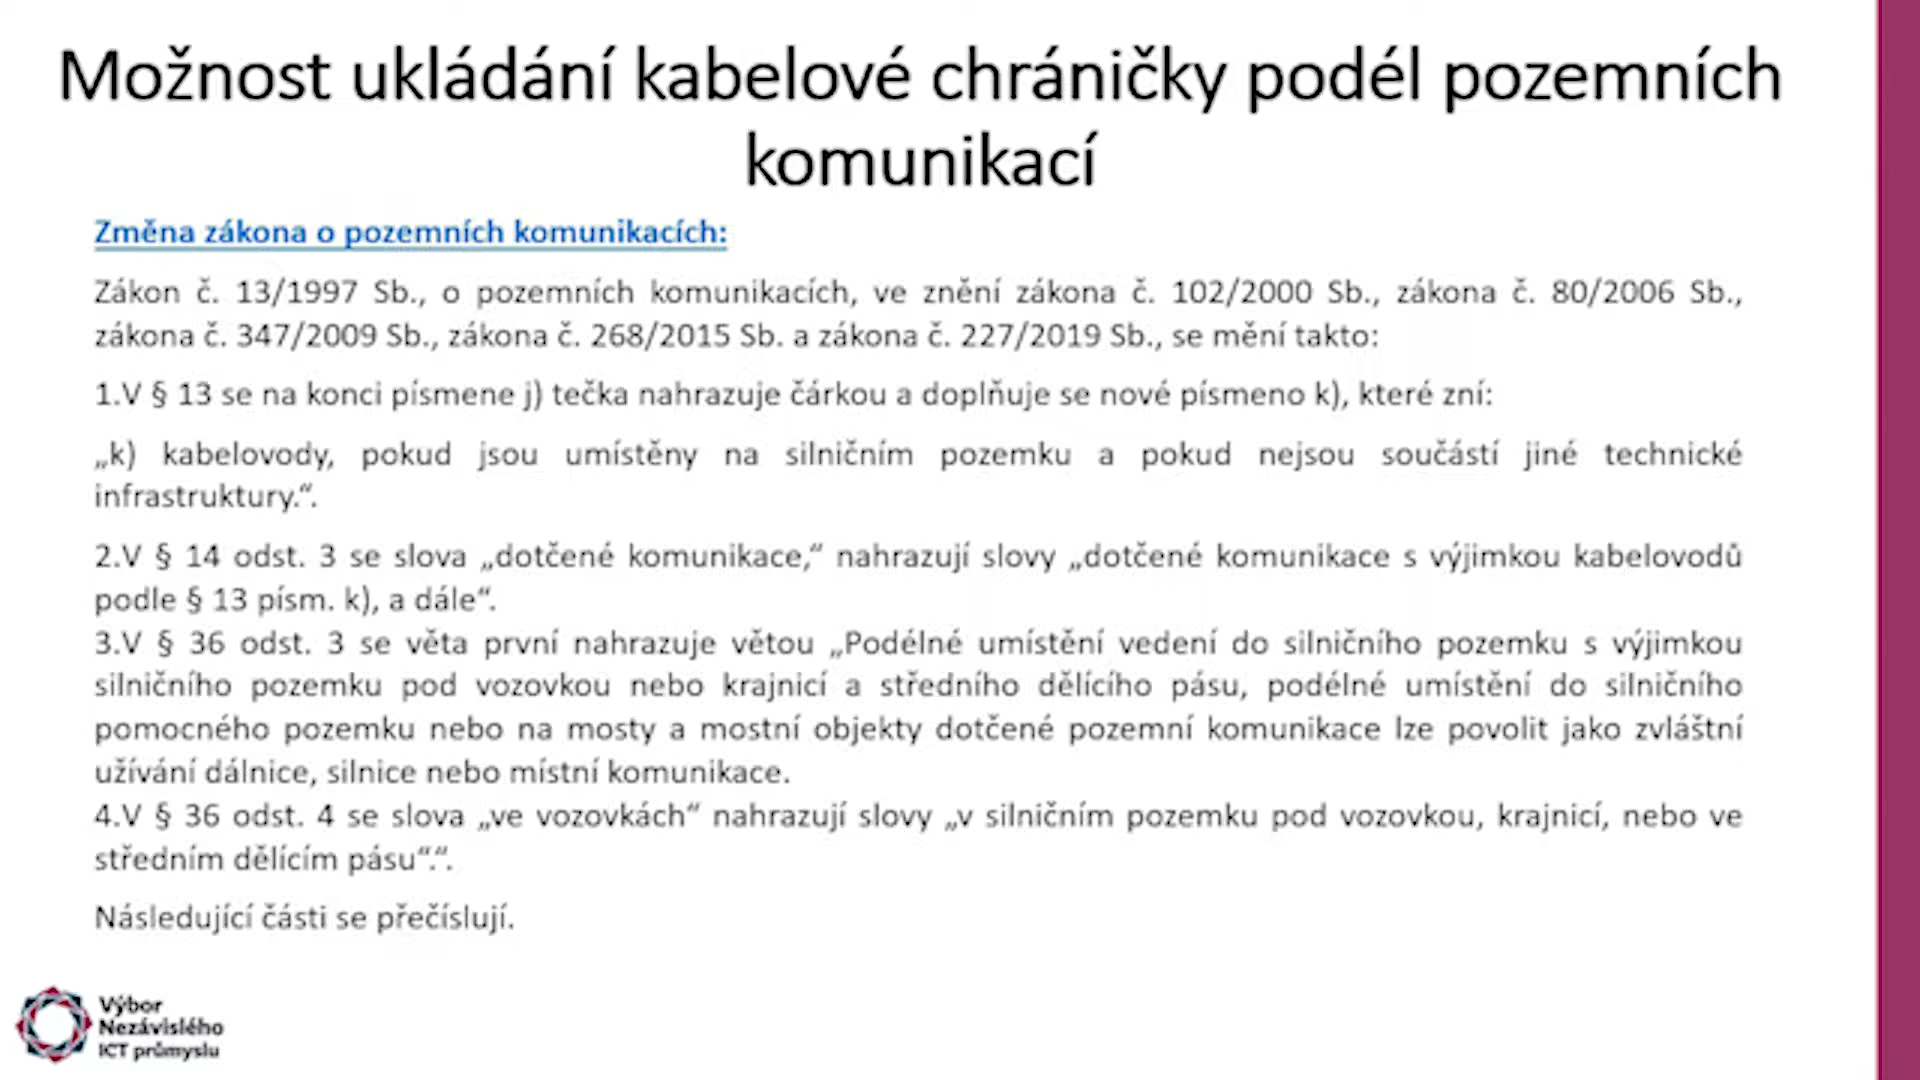 Možnost ukládání kabelové chráničky podél pozemních
komunikací
Změna zákona o pozemních komunikacích:
Zákon č. 13/1997 Sb., o pozemních komunikacích, ve znění zákona č. 102/2000 Sb., zákona č. 80/2006 Sb.,
zákona č. 347/2009 Sb., zákona č. 268/2015 Sb. a zákona č. 227/2019 Sb., se mění takto:
1.V § 13 se na konci písmene j) tečka nahrazuje čárkou a doplňuje se nové písmeno k), které zní:
„k) kabelovody, pokud jsou umístěny na silničním pozemku a pokud nejsou součástí jiné technické
infrastruktury.“.
2.V § 14 odst. 3 se slova „dotčené komunikace,“ nahrazují slovy „dotčené komunikace s výjimkou kabelovodů
podle § 13 písm. k), a dále“.
3.V § 36 odst. 3 se věta první nahrazuje větou „Podélné umístění vedení do silničního pozemku s výjimkou
silničního pozemku pod vozovkou nebo krajnicí a středního dělícího pásu, podélné umístění do silničního
pomocného pozemku nebo na mosty a mostní objekty dotčené pozemní komunikace lze povolit jako zvláštní
užívání dálnice, silnice nebo místní komunikace.
4.V § 36 odst. 4 se slova „ve vozovkách“ nahrazují slovy „v silničním pozemku pod vozovkou, krajnicí, nebo ve
středním dělícím pásu“.“.
Následující části se přečíslují.
Výbor
Nezávislého
ICT průmyslu